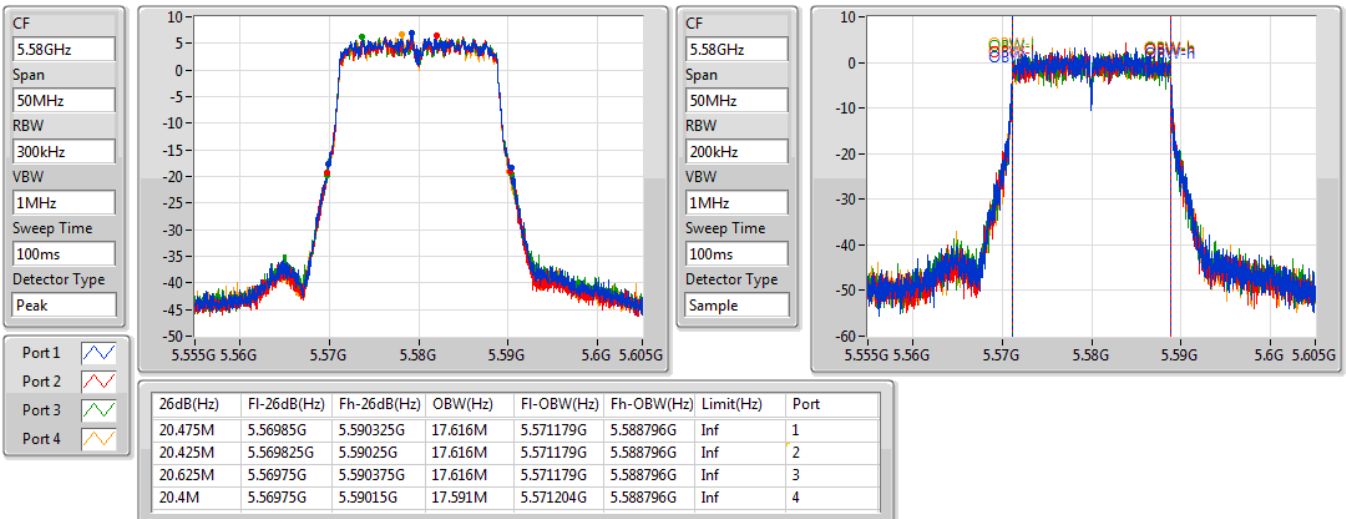 CF
5.58GHz
Span
50MHz
RBW
300kHz
VBW
1MHz
Sweep Time
100ms
Detector Type
Peak
10
5
0
-5
-10
-15
-20
-25
-30
-35
-40
-45
-50
5.555G 5.56G 5.57G 5.58G 5.59G 5.6G 5.605G
CF
5.58GHz
Span
50MHz
RBW
200kHz
VBW
1MHz
Sweep Time
100ms
Detector Type
Sample
10
0
-10
-20
-30
-40
-50
-60
OBW-h
5.555G 5.56G 5.57G 5.58G 5.59G 5.6G 5.605G
Port 1
Port 2
Port 3
Port 4
26dB(Hz) Fl-26dB(Hz) Fh-26dB(Hz) OBW(Hz) Fl-OBW(Hz) Fh-OBW(Hz) Limit(Hz) Port
20.475M 5.56985G 5.590325G 17.616M 5.571179G 5.588796G Inf 1
20.425M 5.569825G 5.59025G 17.616M 5.571179G 5.588796G Inf 2
20.625M 5.56975G 5.590375G 17.616M 5.571179G 5.588796G Inf 3
20.4M 5.56975G 5.59015G 17.591M 5.571204G 5.588796G Inf 4